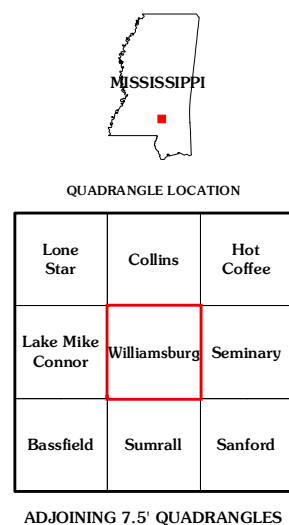 MISSISSIPPI
QUADRANGLE LOCATION
Lone
Star
Collins
Hot
Coffee
Lake Mike
Connor
Williamsburg
Seminary
Bassfield
Sumrall
Sanford
ADJOINING 7.5' QUADRANGLES